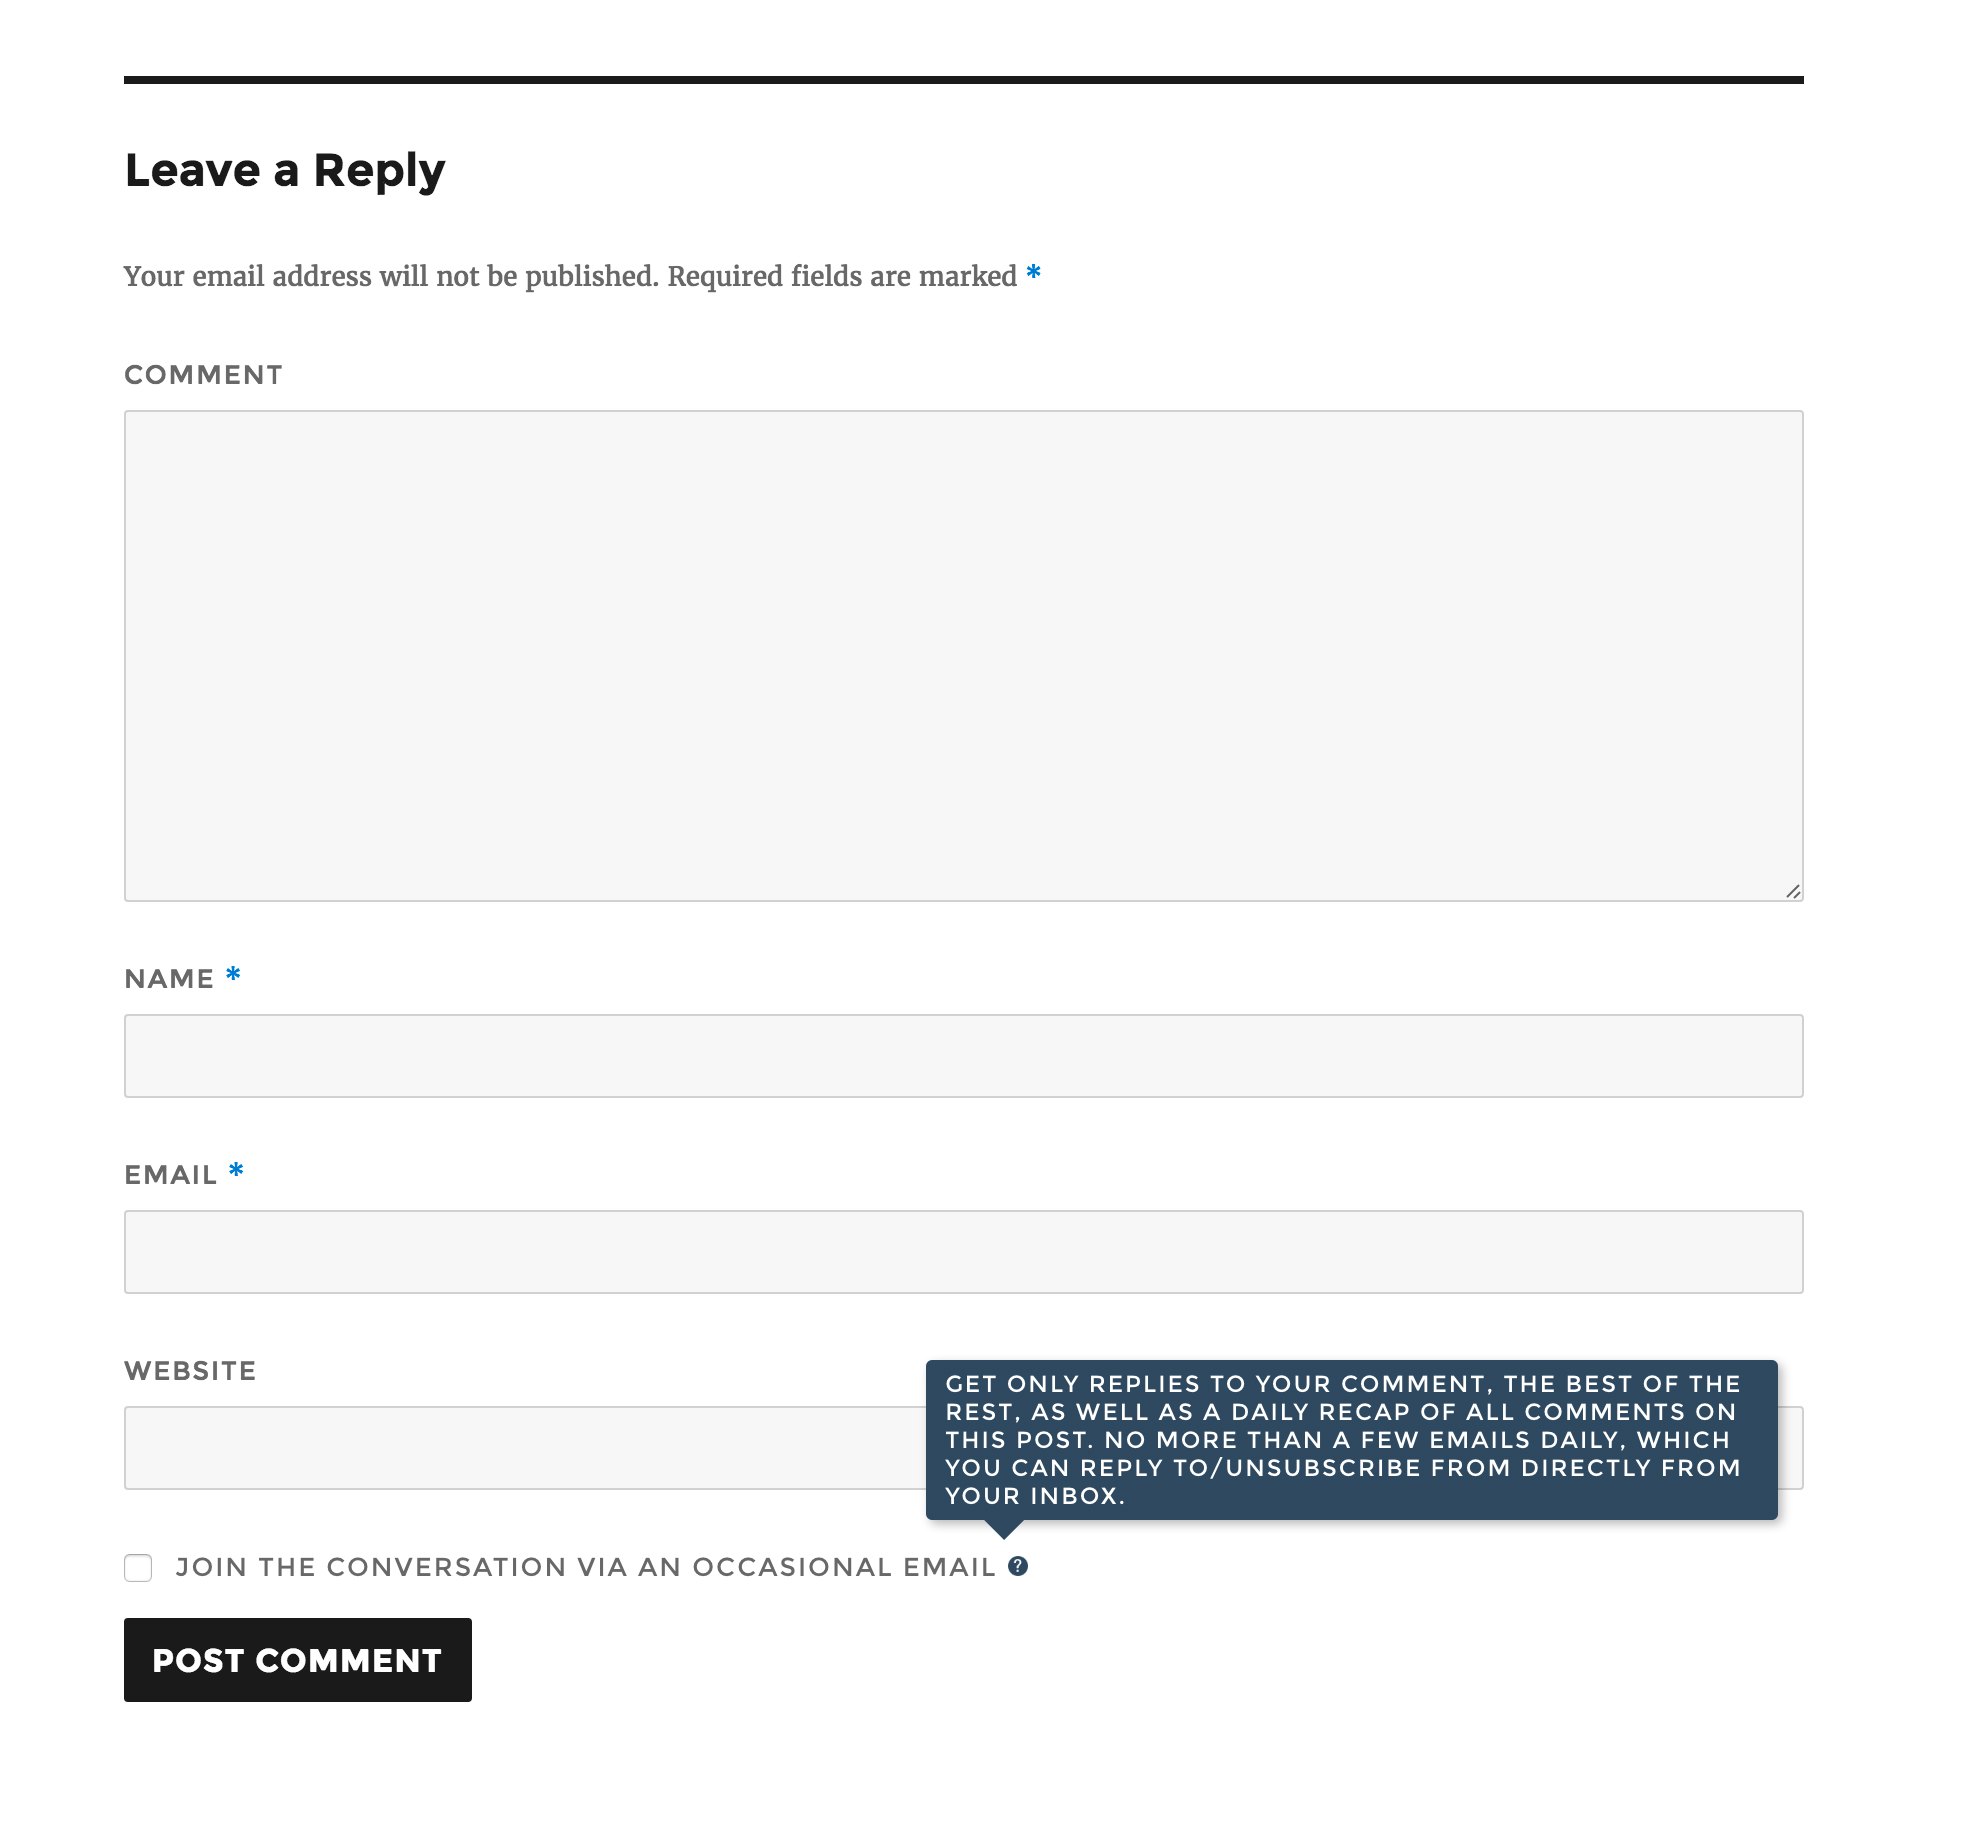 Leave a Reply
Your email address will not be published. Required fields are marked *
COMMENT
NAME *
EMAIL *
WEBSITE
GET ONLY REPLIES TO YOUR COMMENT, THE BEST OF THE
REST, AS WELL AS A DAILY RECAP OF ALL COMMENTS ON
THIS POST. NO MORE THAN A FEW EMAILS DAILY, WHICH
YOU CAN REPLY TO/UNSUBSCRIBE FROM DIRECTLY FROM
YOUR INBOX.
JOIN THE CONVERSATION VIA AN OCCASIONAL EMAIL ?
POST COMMENT